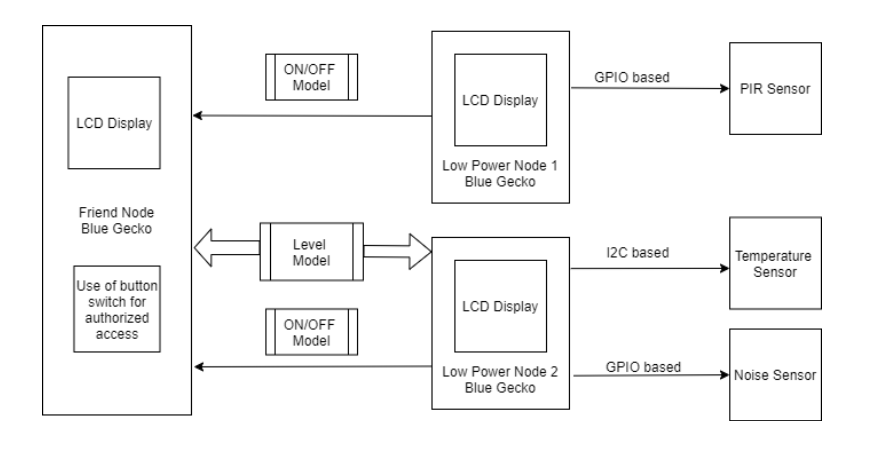 LCD Display
Friend Node
Blue Gecko
Use of button
switch for
authorized
access
ON/OFF
Model
Level
Model
ON/OFF
Model
LCD Display
Low Power Node 1
Blue Gecko
LCD Display
Low Power Node 2
Blue Gecko
GPIO based
PIR Sensor
I2C based
Temperature
Sensor
GPIO based
Noise Sensor